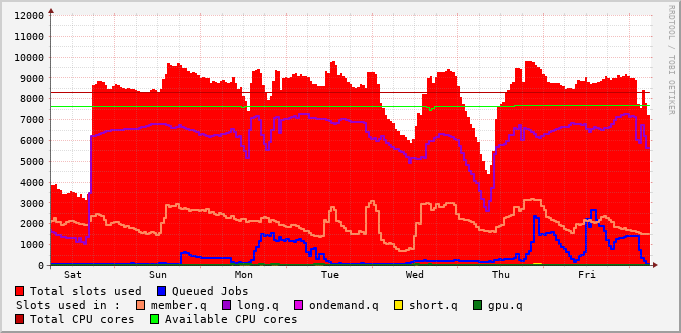 RRDTOOL / TOBI OETIKER
12000
11000
10000
9000
8000
7000
6000
5000
4000
3000
2000
1000
0
Sat Sun Mon Tue Wed Thu Fri
Total slots used Queued Jobs
Slots used in : member.q long.q ondemand.q short.q gpu.q
Total CPU cores Available CPU cores